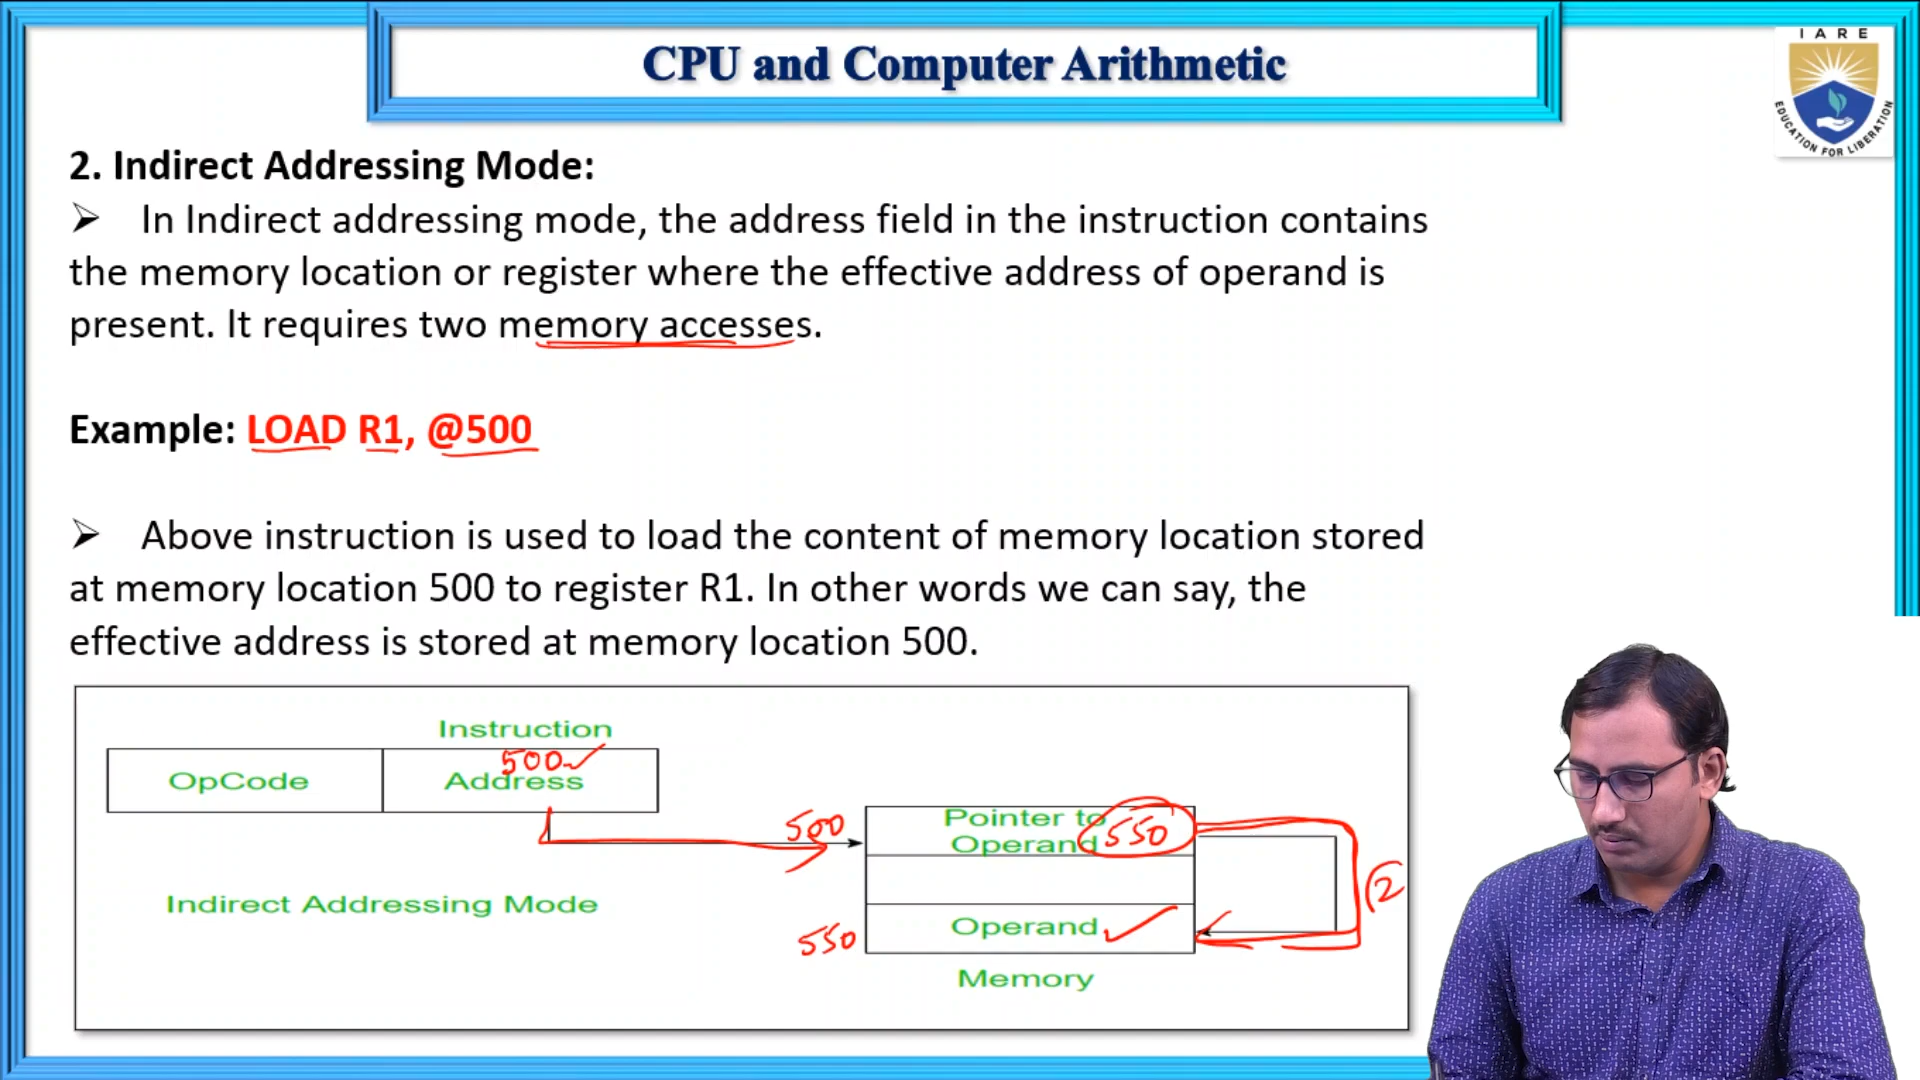 CPU and Computer Arithmetic
I A R E
EDUCATION FOR LIBERATION
2. Indirect Addressing Mode:
➢ In Indirect addressing mode, the address field in the instruction contains
the memory location or register where the effective address of operand is
present. It requires two memory accesses.
Example: LOAD R1, @500
➢ Above instruction is used to load the content of memory location stored
at memory location 500 to register R1. In other words we can say, the
effective address is stored at memory location 500.
Instruction
500
OpCode
Address
500
Pointer to
Operand
550
2
Indirect Addressing Mode
550
Operand
Memory